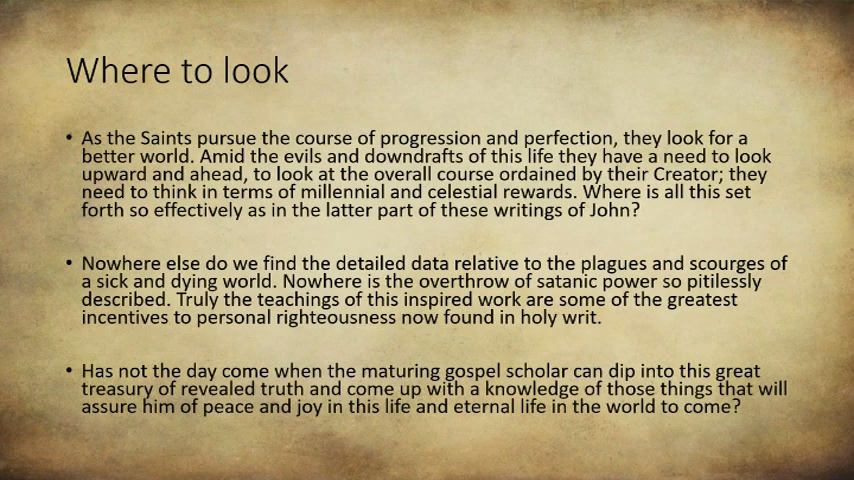 Where to look
• As the Saints pursue the course of progression and perfection, they look for a
better world. Amid the evils and downdrafts of this life they have a need to look
upward and ahead, to look at the overall course ordained by their Creator; they
need to think in terms of millennial and celestial rewards. Where is all this set
forth so effectively as in the latter part of these writings of John?
• Nowhere else do we find the detailed data relative to the plagues and scourges of
a sick and dying world. Nowhere is the overthrow of satanic power so pitilessly
described. Truly the teachings of this inspired work are some of the greatest
incentives to personal righteousness now found in holy writ.
• Has not the day come when the maturing gospel scholar can dip into this great
treasury of revealed truth and come up with a knowledge of those things that will
assure him of peace and joy in this life and eternal life in the world to come?